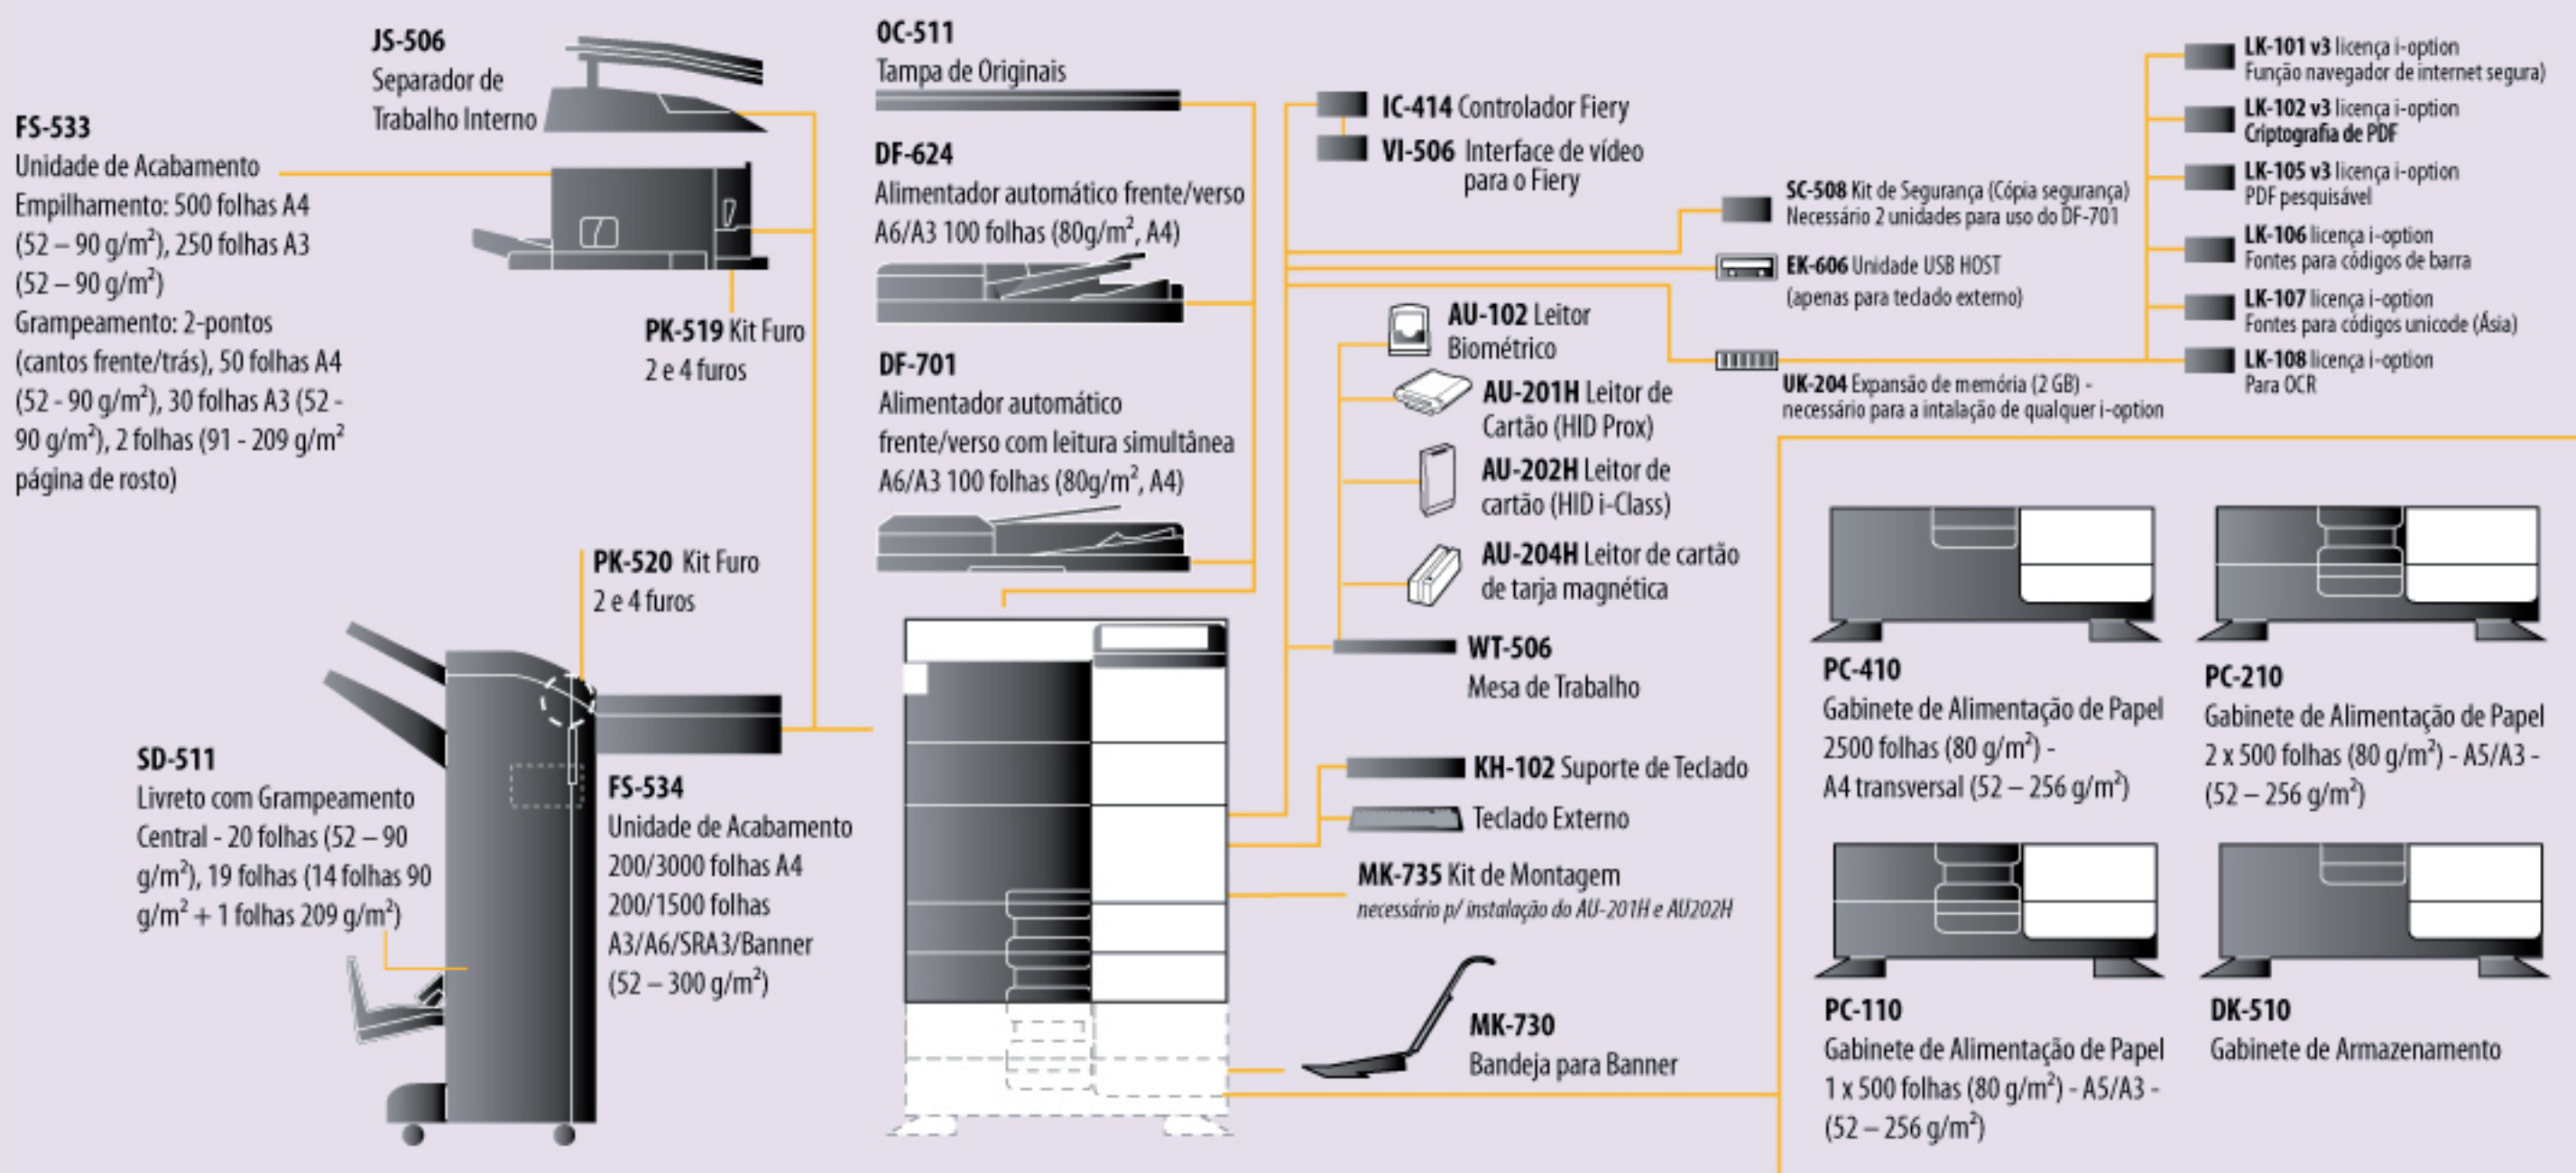 JS-506
Separador de
Trabalho Interno
FS-533
Unidade de Acabamento
Empilhamento: 500 folhas A4
(52 – 90 g/m²), 250 folhas A3
(52 – 90 g/m²)
Grampeamento: 2-pontos
(cantos frente/trás), 50 folhas A4
(52 - 90 g/m²), 30 folhas A3 (52 -
90 g/m²), 2 folhas (91 - 209 g/m²
página de rosto)
PK-519 Kit Furo
2 e 4 furos
PK-520 Kit Furo
2 e 4 furos
SD-511
Livreto com Grampeamento
Central - 20 folhas (52 – 90
g/m²), 19 folhas (14 folhas 90
g/m² + 1 folhas 209 g/m²)
FS-534
Unidade de Acabamento
200/3000 folhas A4
200/1500 folhas
A3/A6/SRA3/Banner
(52 – 300 g/m²)
OC-511
Tampa de Originais
DF-624
Alimentador automático frente/verso
A6/A3 100 folhas (80g/m², A4)
DF-701
Alimentador automático
frente/verso com leitura simultânea
A6/A3 100 folhas (80g/m², A4)
IC-414 Controlador Fiery
VI-506 Interface de vídeo
para o Fiery
SC-508 Kit de Segurança (Cópia segurança)
Necessário 2 unidades para uso do DF-701
EK-606 Unidade USB HOST
(apenas para teclado externo)
UK-204 Expansão de memória (2 GB) -
necessário para a intalação de qualquer i-option
LK-101 v3 licença i-option
Função navegador de internet segura)
LK-102 v3 licença i-option
Criptografia de PDF
LK-105 v3 licença i-option
PDF pesquisável
LK-106 licença i-option
Fontes para códigos de barra
LK-107 licença i-option
Fontes para códigos unicode (Ásia)
LK-108 licença i-option
Para OCR
AU-102 Leitor
Biométrico
AU-201H Leitor de
Cartão (HID Prox)
AU-202H Leitor de
cartão (HID i-Class)
AU-204H Leitor de cartão
de tarja magnética
WT-506
Mesa de Trabalho
KH-102 Suporte de Teclado
Teclado Externo
MK-735 Kit de Montagem
necessário p/ instalação do AU-201H e AU202H
MK-730
Bandeja para Banner
PC-410
Gabinete de Alimentação de Papel
2500 folhas (80 g/m²) -
A4 transversal (52 – 256 g/m²)
PC-210
Gabinete de Alimentação de Papel
2 x 500 folhas (80 g/m²) - A5/A3 -
(52 – 256 g/m²)
PC-110
Gabinete de Alimentação de Papel
1 x 500 folhas (80 g/m²) - A5/A3 -
(52 – 256 g/m²)
DK-510
Gabinete de Armazenamento